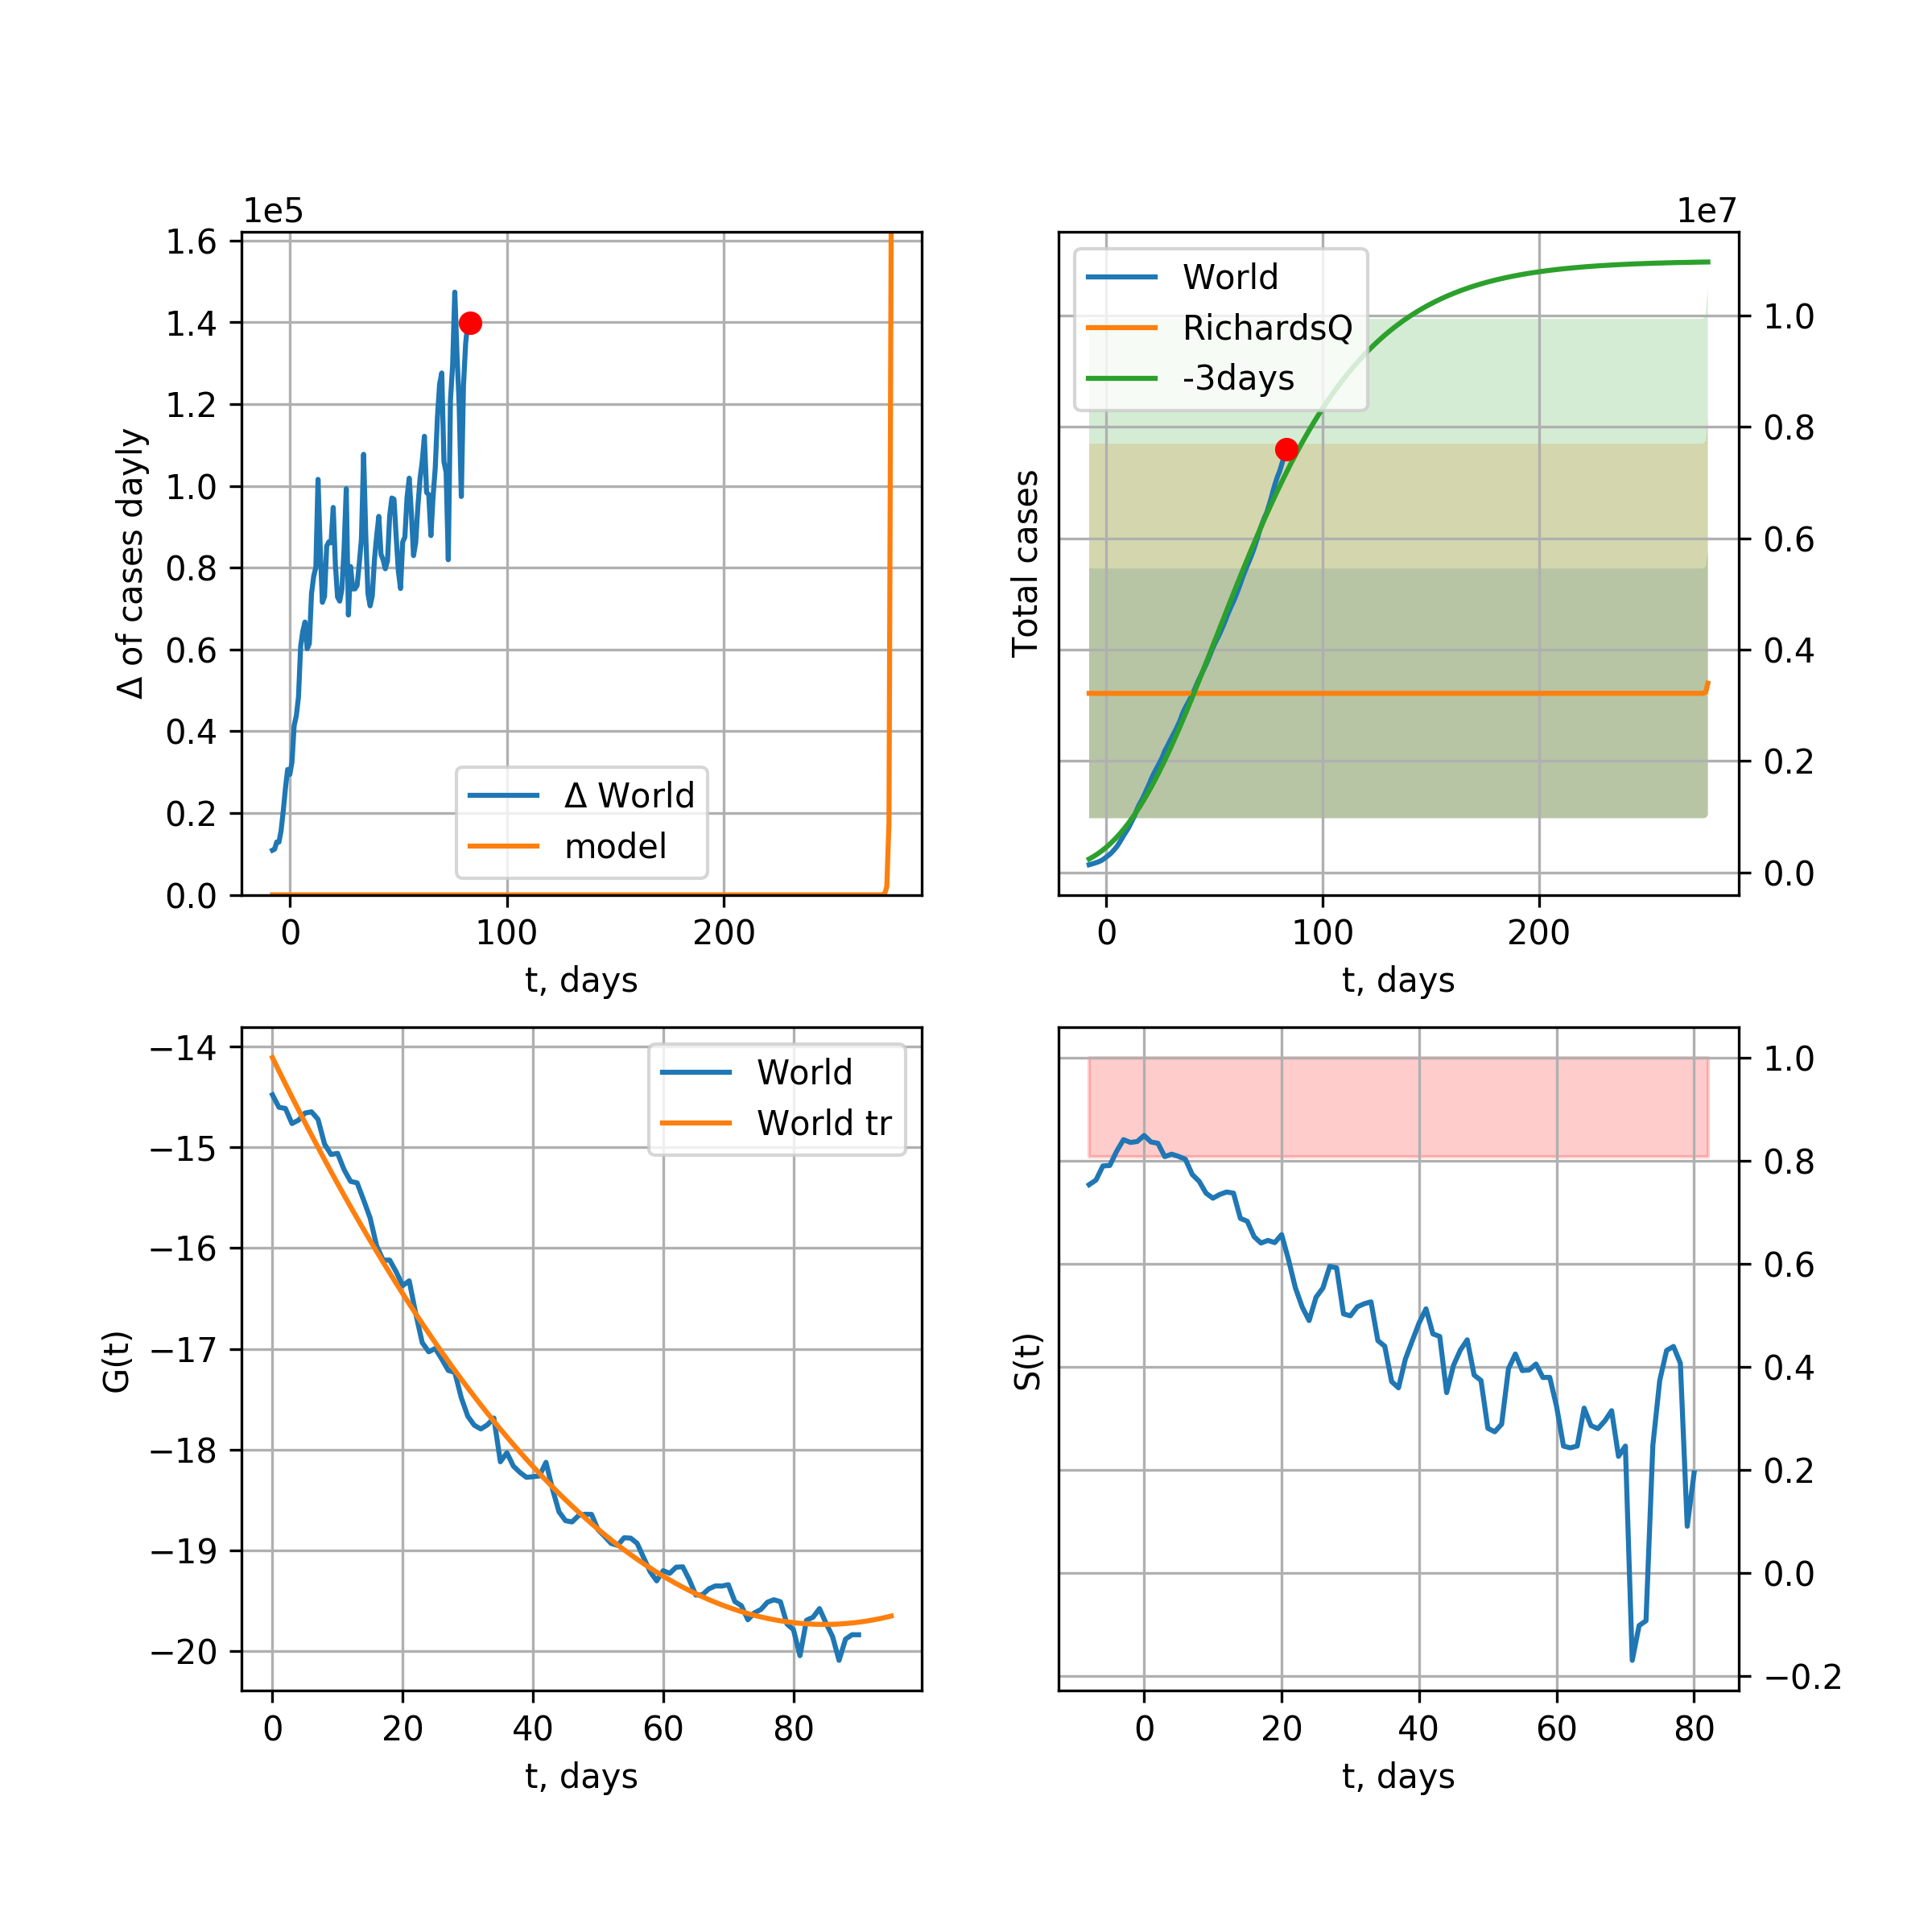 1e5
1.6
1.4
1.2
1.0
0.8
0.6
0.4
0.2
0.0
Δ of cases dayly
Δ World
model
0
100
200
t, days
1e7
World
RichardsQ
-3days
Total cases
1.0
0.8
0.6
0.4
0.2
0.0
0
100
200
t, days
−14
−15
−16
−17
−18
−19
−20
G(t)
World
World tr
0
20
40
60
80
t, days
S(t)
1.0
0.8
0.6
0.4
0.2
0.0
−0.2
0
20
40
60
80
t, days